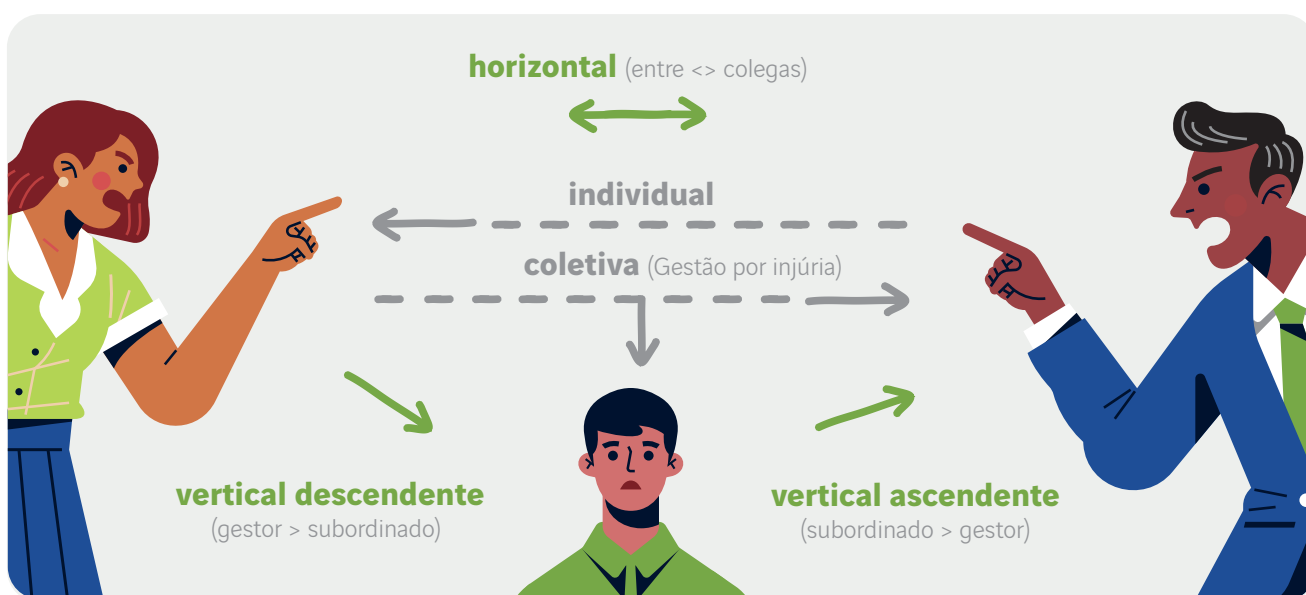 horizontal (entre <> colegas)
individual
coletiva (Gestão por injúria)
vertical descendente
(gestor > subordinado)
vertical ascendente
(subordinado > gestor)